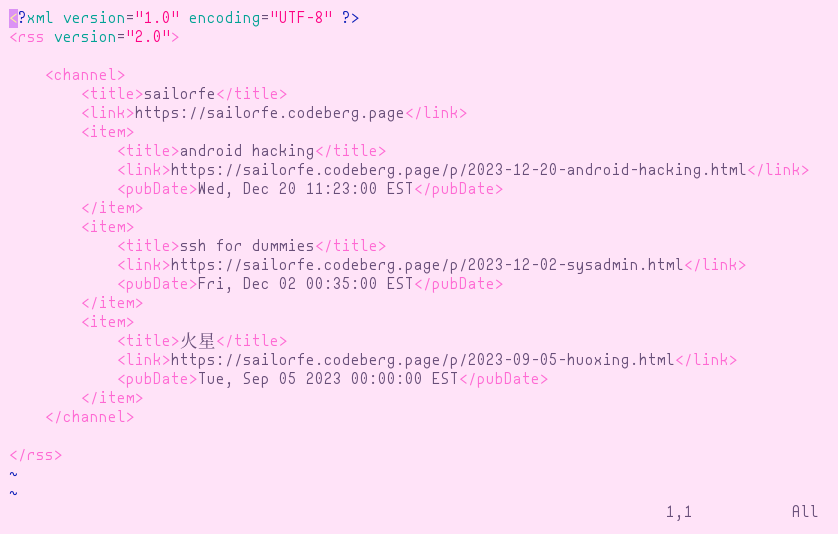 <?xml version="1.0" encoding="UTF-8" ?>
<rss version="2.0">

    <channel>
        <title>sailorfe</title>
        <link>https://sailorfe.codeberg.page</link>
        <item>
            <title>android hacking</title>
            <link>https://sailorfe.codeberg.page/p/2023-12-20-android-hacking.html</link>
            <pubDate>Wed, Dec 20 11:23:00 EST</pubDate>
        </item>
        <item>
            <title>ssh for dummies</title>
            <link>https://sailorfe.codeberg.page/p/2023-12-02-sysadmin.html</link>
            <pubDate>Fri, Dec 02 00:35:00 EST</pubDate>
        </item>
        <item>
            <title>火星</title>
            <link>https://sailorfe.codeberg.page/p/2023-09-05-huoxing.html</link>
            <pubDate>Tue, Sep 05 2023 00:00:00 EST</pubDate>
        </item>
    </channel>

</rss>
~
~
1,1 All